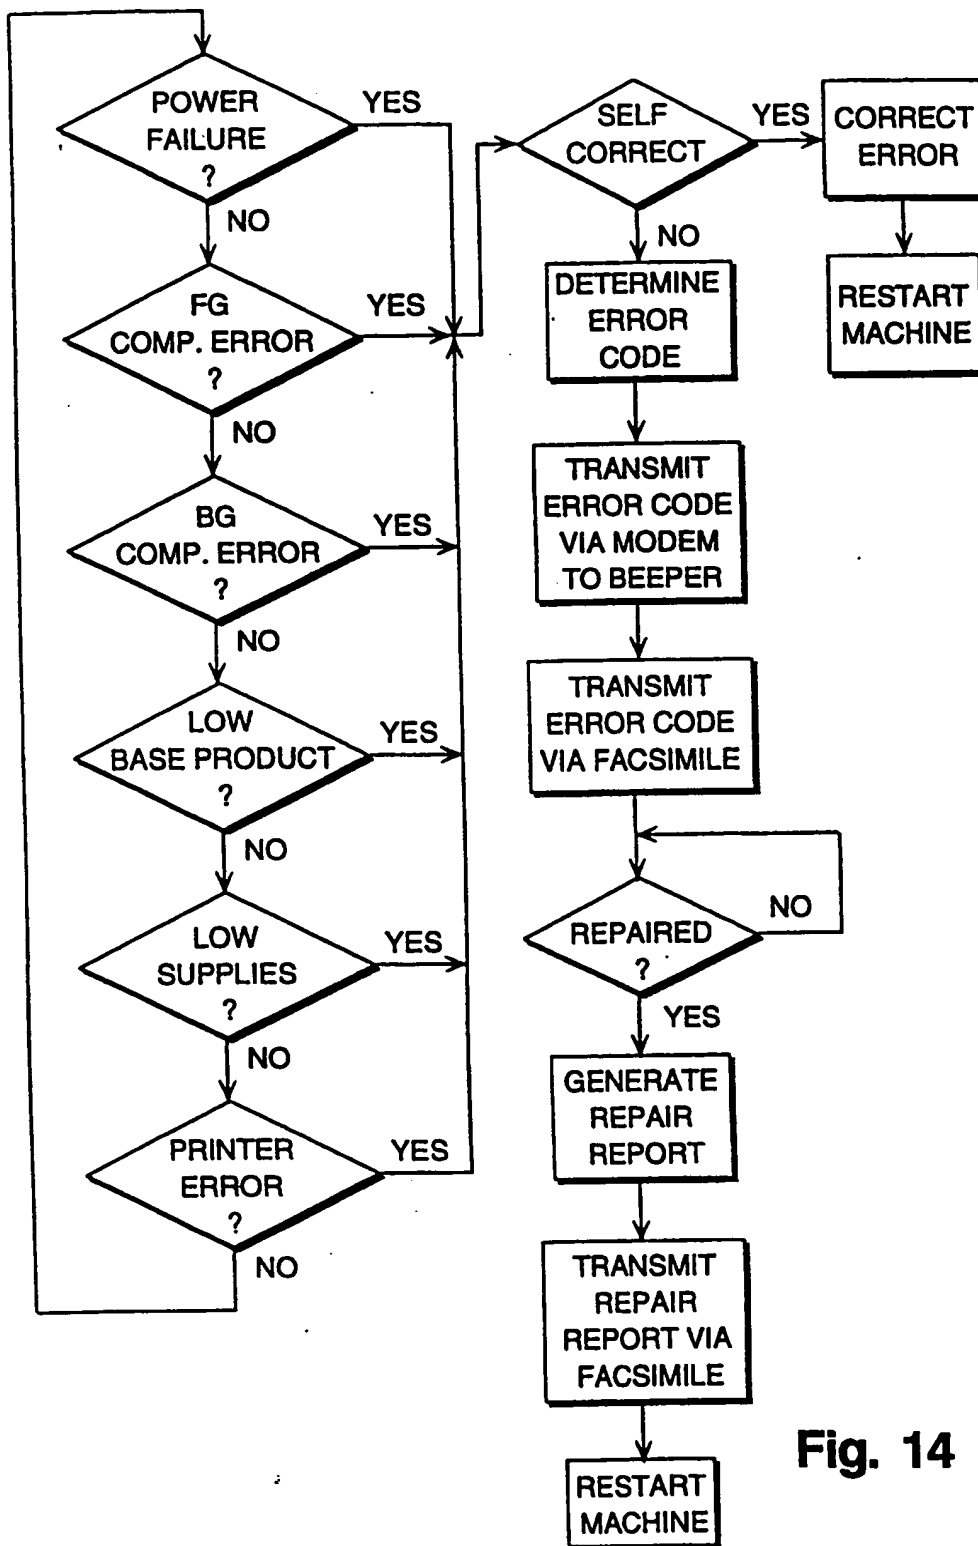 POWER
FAILURE
?
YES
NO
FG
COMP. ERROR
?
YES
NO
BG
COMP. ERROR
?
YES
NO
LOW
BASE PRODUCT
?
YES
NO
LOW
SUPPLIES
?
YES
NO
PRINTER
ERROR
?
YES
NO
SELF
CORRECT
YES
CORRECT
ERROR
RESTART
MACHINE
NO
DETERMINE
ERROR
CODE
TRANSMIT
ERROR CODE
VIA MODEM
TO BEEPER
TRANSMIT
ERROR CODE
VIA FACSIMILE
REPAIRED
?
NO
YES
GENERATE
REPAIR
REPORT
TRANSMIT
REPAIR
REPORT VIA
FACSIMILE
RESTART
MACHINE
Fig. 14